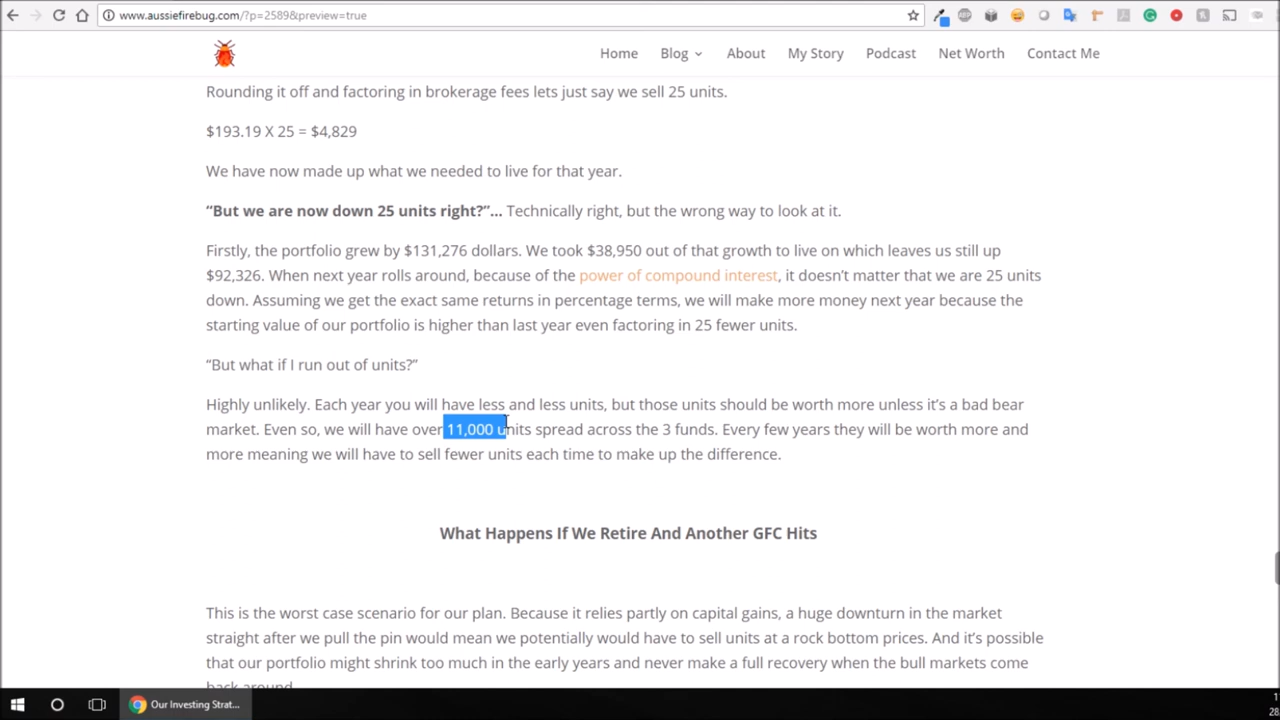 www.aussiefirebug.com/?p=2589&preview=true
Home Blog About My Story Podcast Net Worth Contact Me
Rounding it off and factoring in brokerage fees lets just say we sell 25 units.
$193.19 X 25 = $4,829
We have now made up what we needed to live for that year.
“But we are now down 25 units right?”... Technically right, but the wrong way to look at it.
Firstly, the portfolio grew by $131,276 dollars. We took $38,950 out of that growth to live on which leaves us still up
$92,326. When next year rolls around, because of the power of compound interest, it doesn’t matter that we are 25 units
down. Assuming we get the exact same returns in percentage terms, we will make more money next year because the
starting value of our portfolio is higher than last year even factoring in 25 fewer units.
“But what if I run out of units?”
Highly unlikely. Each year you will have less and less units, but those units should be worth more unless it’s a bad bear
market. Even so, we will have over 11,000 units spread across the 3 funds. Every few years they will be worth more and
more meaning we will have to sell fewer units each time to make up the difference.
What Happens If We Retire And Another GFC Hits
This is the worst case scenario for our plan. Because it relies partly on capital gains, a huge downturn in the market
straight after we pull the pin would mean we potentially would have to sell units at a rock bottom prices. And it’s possible
that our portfolio might shrink too much in the early years and never make a full recovery when the bull markets come
back around.
Our Investing Strat...